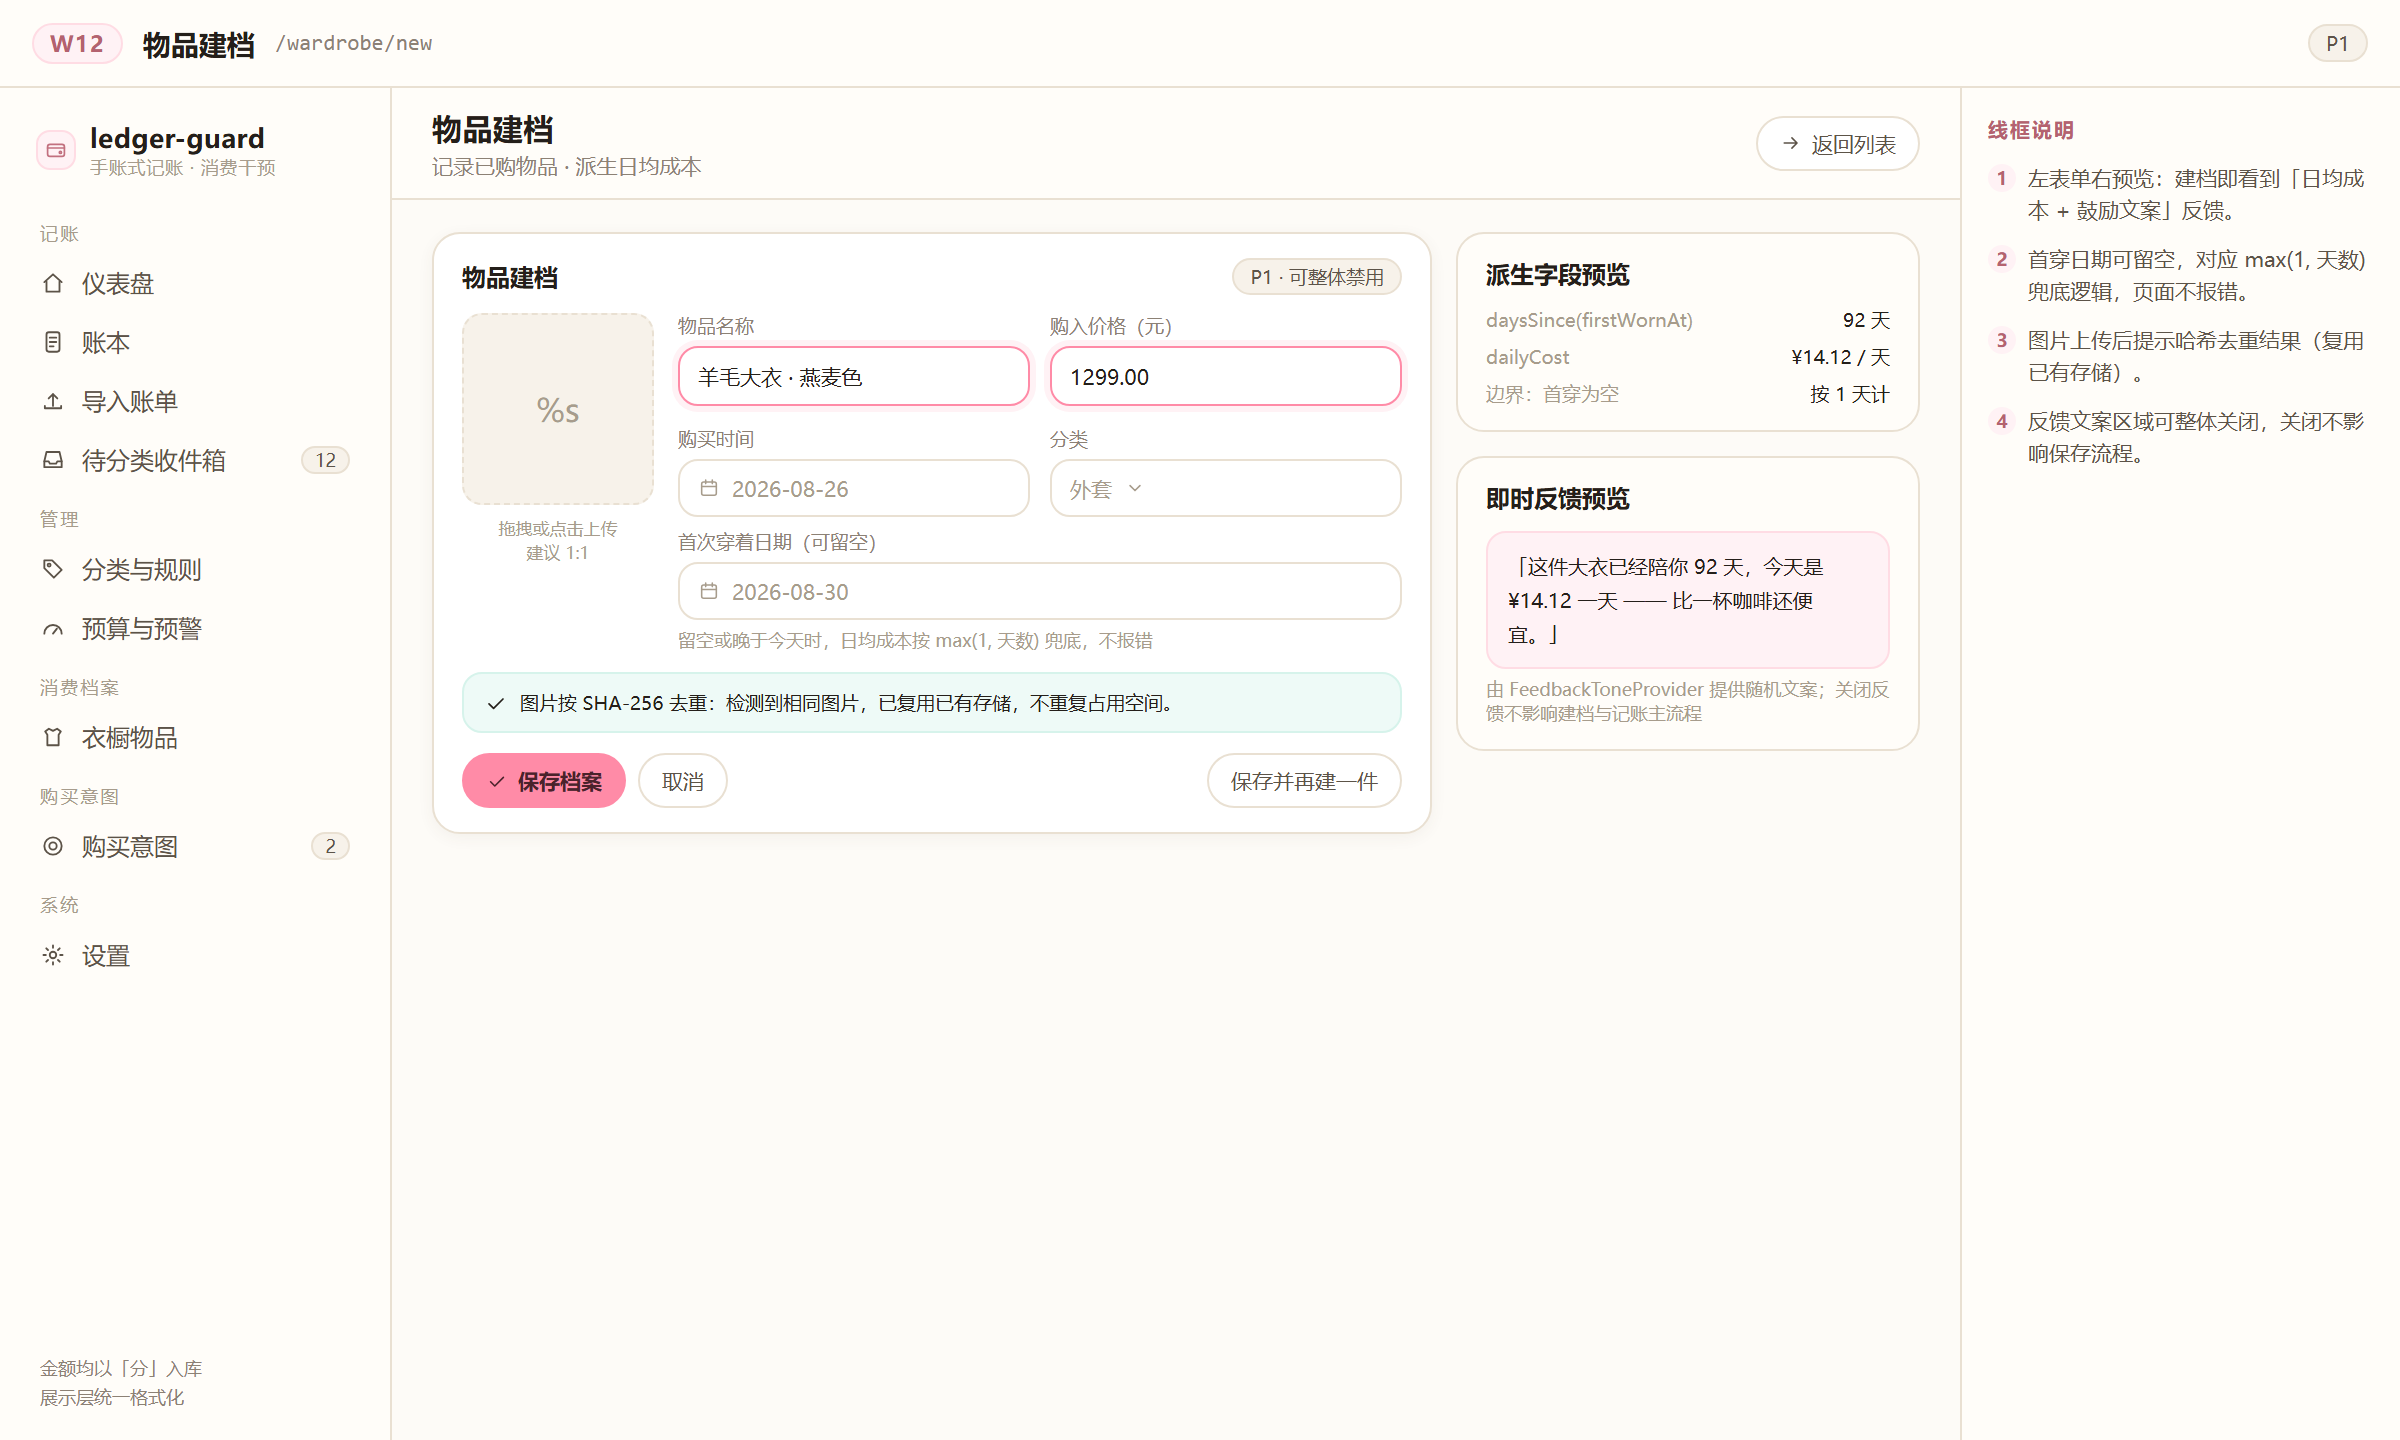 W12 物品建档 /wardrobe/new P1
ledger-guard
手账式记账 · 消费干预
记账
仪表盘
账本
导入账单
待分类收件箱 12
管理
分类与规则
预算与预警
消费档案
衣橱物品
购买意图
购买意图 2
系统
设置
金额均以「分」入库
展示层统一格式化
物品建档
记录已购物品 · 派生日均成本
返回列表
物品建档
P1 · 可整体禁用
%s
拖拽或点击上传
建议 1:1
物品名称
羊毛大衣 · 燕麦色
购入价格（元）
1299.00
购买时间
2026-08-26
分类
外套
首次穿着日期（可留空）
2026-08-30
留空或晚于今天时，日均成本按 max(1, 天数) 兜底，不报错
图片按 SHA-256 去重：检测到相同图片，已复用已有存储，不重复占用空间。
保存档案
取消
保存并再建一件
派生字段预览
daysSince(firstWornAt) 92 天
dailyCost ¥14.12 / 天
边界：首穿为空 按 1 天计
即时反馈预览
「这件大衣已经陪你 92 天，今天是
¥14.12 一天 —— 比一杯咖啡还便
宜。」
由 FeedbackToneProvider 提供随机文案；关闭反
馈不影响建档与记账主流程
线框说明
1 左表单右预览：建档即看到「日均成
本 + 鼓励文案」反馈。
2 首穿日期可留空，对应 max(1, 天数)
兜底逻辑，页面不报错。
3 图片上传后提示哈希去重结果（复用
已有存储）。
4 反馈文案区域可整体关闭，关闭不影
响保存流程。